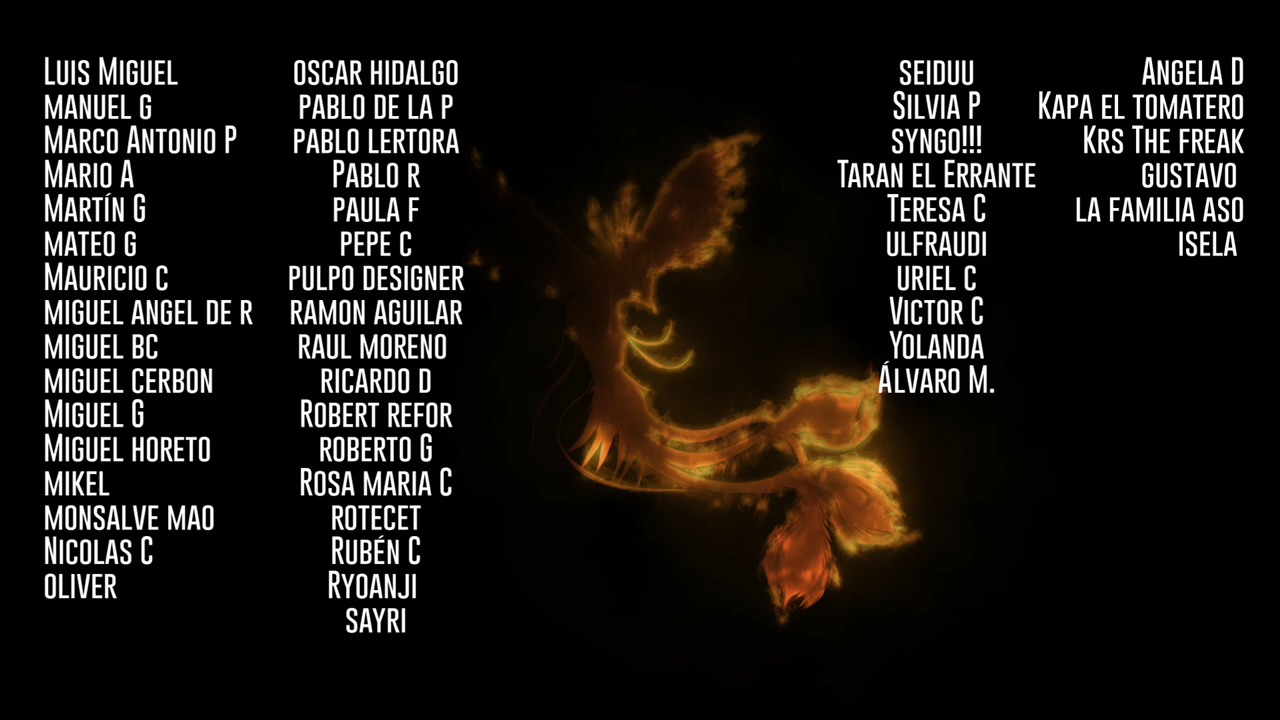 Luis Miguel
manuel g
Marco Antonio P
Mario A
Martín G
mateo g
Mauricio C
miguel angel de R
miguel bc
miguel cerbon
Miguel G
Miguel horeto
mikel
monsalve mao
Nicolas C
oliver
oscar hidalgo
pablo de la p
pablo lertora
Pablo R
paula F
pepe c
pulpo designer
ramon aguilar
raul moreno
ricardo d
Robert refor
roberto G
Rosa maria C
rotecet
Rubén C
Ryoanji
sayri
seiduu
Silvia P
syngo!!!
Taran el Errante
Teresa C
ulfraudi
uriel c
Victor C
Yolanda
Álvaro M.
Angela D
Kapa el tomatero
Krs The freak
gustavo
la familia aso
isela